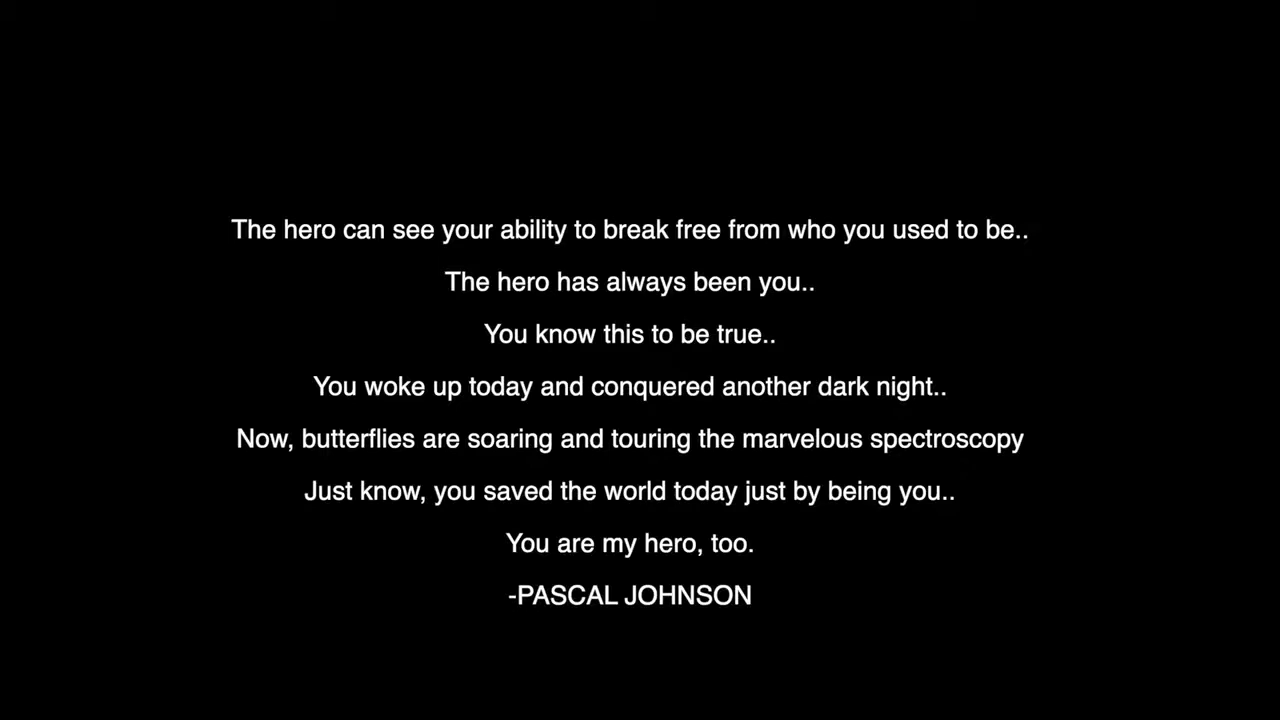 The hero can see your ability to break free from who you used to be..
The hero has always been you..
You know this to be true..
You woke up today and conquered another dark night..
Now, butterflies are soaring and touring the marvelous spectroscopy
Just know, you saved the world today just by being you..
You are my hero, too.
-PASCAL JOHNSON